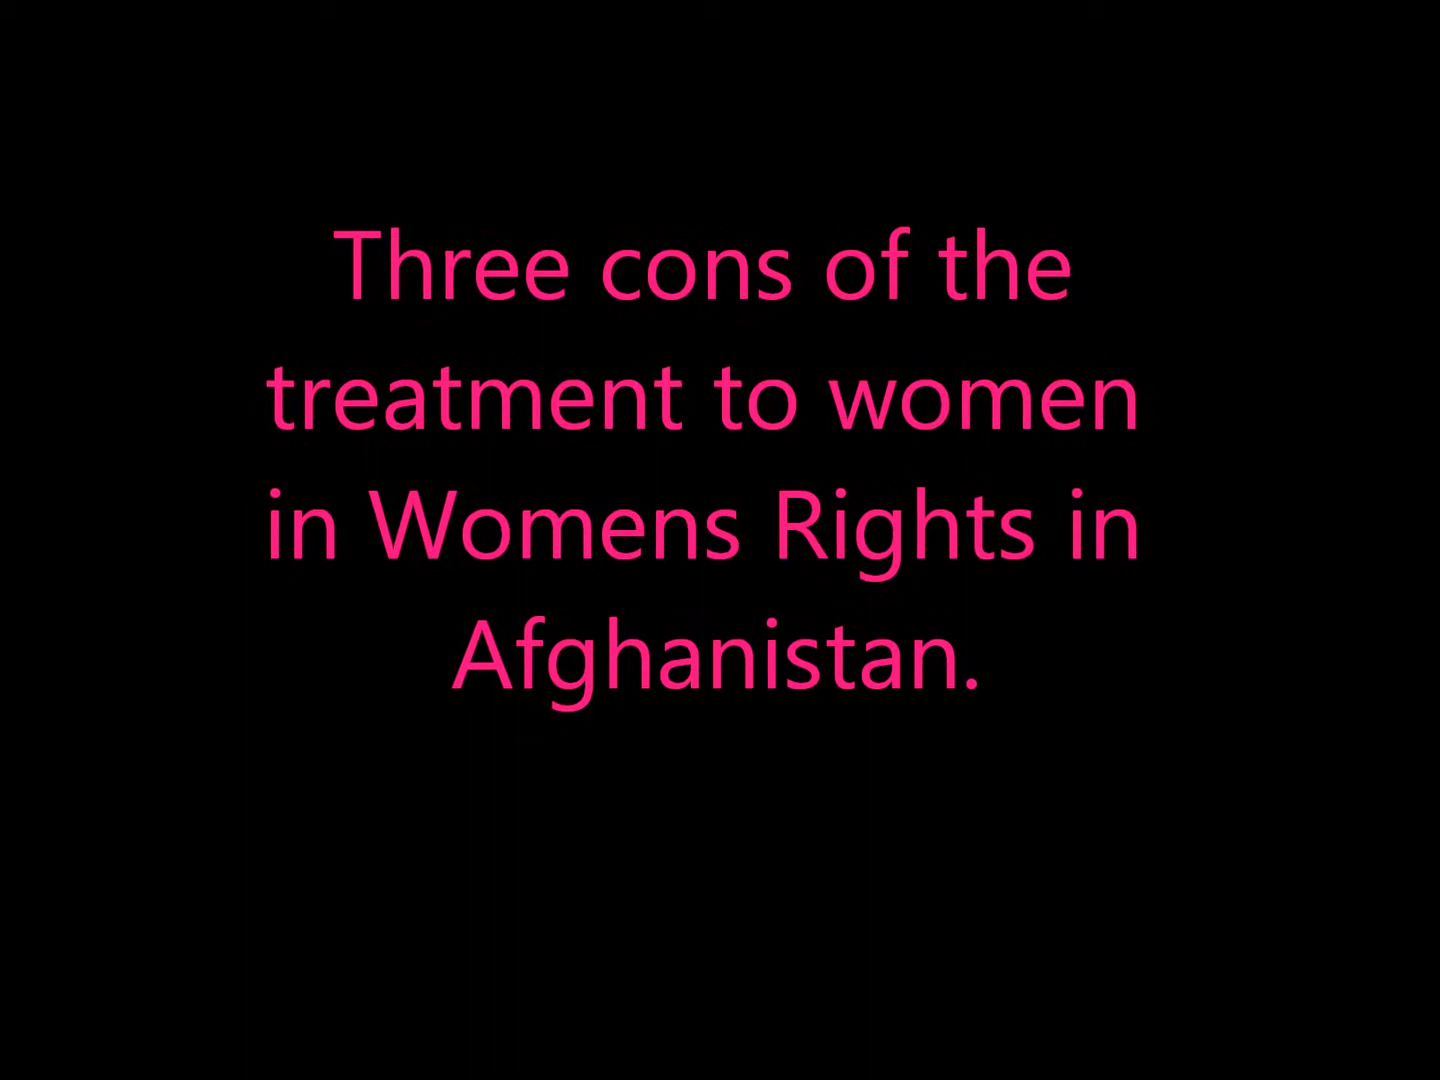 Three cons of the
treatment to women
in Womens Rights in
Afghanistan.